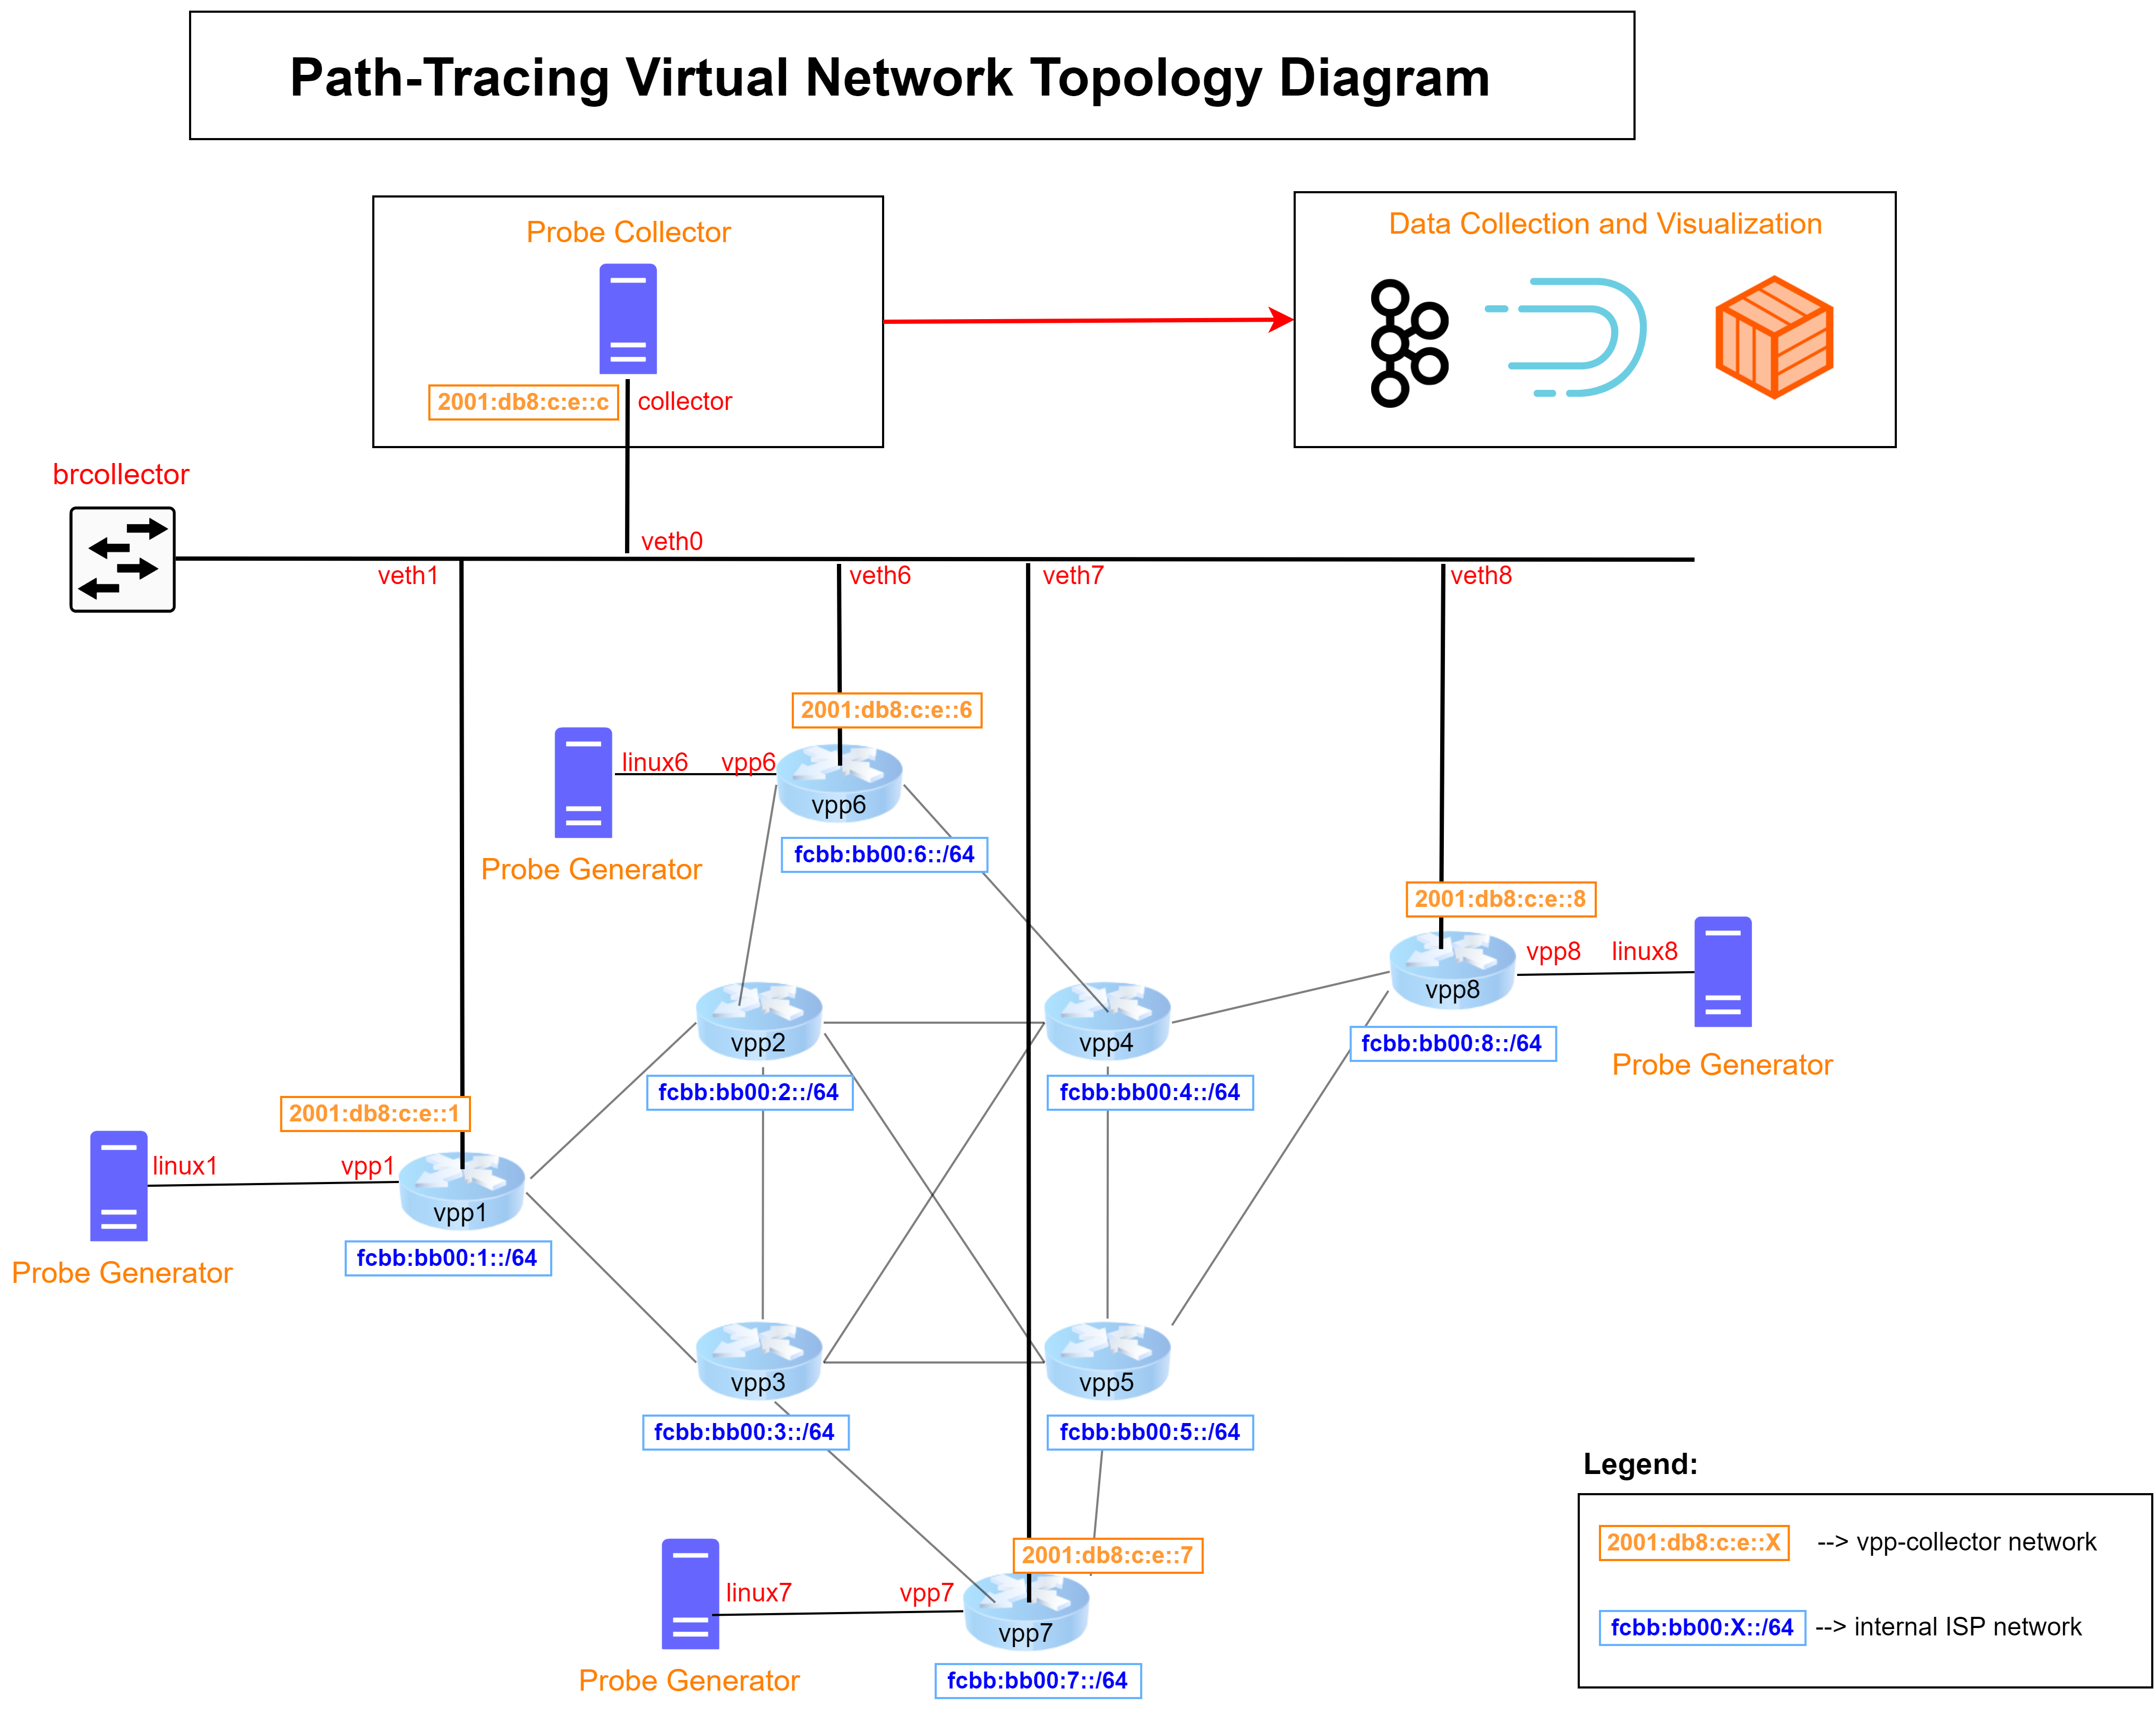 Path-Tracing Virtual Network Topology Diagram
Probe Collector
Data Collection and Visualization
2001:db8:c:e::c
collector
brcollector
veth0
veth1
veth6
veth7
veth8
2001:db8:c:e::6
linux6
vpp6
vpp6
fcbb:bb00:6::/64
Probe Generator
2001:db8:c:e::8
vpp8
linux8
vpp8
fcbb:bb00:8::/64
Probe Generator
vpp2
fcbb:bb00:2::/64
vpp4
fcbb:bb00:4::/64
2001:db8:c:e::1
linux1
vpp1
vpp1
fcbb:bb00:1::/64
Probe Generator
vpp3
fcbb:bb00:3::/64
vpp5
fcbb:bb00:5::/64
2001:db8:c:e::7
linux7
vpp7
vpp7
fcbb:bb00:7::/64
Probe Generator
Legend:
2001:db8:c:e::X --> vpp-collector network
fcbb:bb00:X::/64 --> internal ISP network